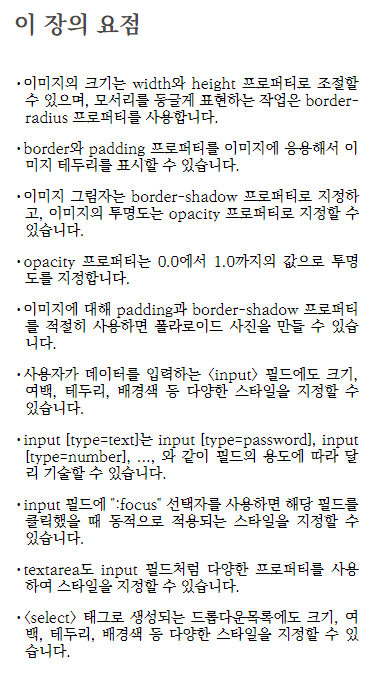 이 장의 요점
·이미지의 크기는 width와 height 프로퍼티로 조절할
수 있으며, 모서리를 둥글게 표현하는 작업은 border-
radius 프로퍼티를 사용합니다.
·border와 padding 프로퍼티를 이미지에 응용해서 이
미지 테두리를 표시할 수 있습니다.
·이미지 그림자는 border-shadow 프로퍼티로 지정하
고, 이미지의 투명도는 opacity 프로퍼티로 지정할 수
있습니다.
·opacity 프로퍼티는 0.0에서 1.0까지의 값으로 투명
도를 지정합니다.
·이미지에 대해 padding과 border-shadow 프로퍼티
를 적절히 사용하면 폴라로이드 사진을 만들 수 있습
니다.
·사용자가 데이터를 입력하는 〈input〉 필드에도 크기,
여백, 테두리, 배경색 등 다양한 스타일을 지정할 수
있습니다.
·input [type=text]는 input [type=password], input
[type=number], ..., 와 같이 필드의 용도에 따라 달
리 기술할 수 있습니다.
·input 필드에 ":focus" 선택자를 사용하면 해당 필드를
클릭했을 때 동적으로 적용되는 스타일을 지정할 수
있습니다.
·textarea도 input 필드처럼 다양한 프로퍼티를 사용
하여 스타일을 지정할 수 있습니다.
·〈select〉 태그로 생성되는 드롭다운목록에도 크기, 여
백, 테두리, 배경색 등 다양한 스타일을 지정할 수 있
습니다.